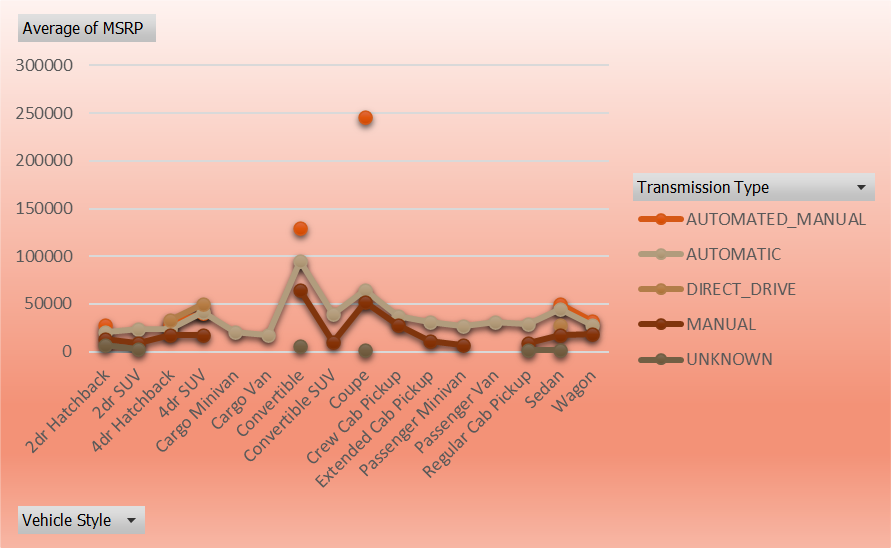 Average of MSRP
300000
250000
200000
150000
100000
50000
0
2dr Hatchback
2dr SUV
4dr Hatchback
4dr SUV
Cargo Minivan
Cargo Van
Convertible
Convertible SUV
Coupe
Crew Cab Pickup
Extended Cab Pickup
Passenger Minivan
Passenger Van
Regular Cab Pickup
Sedan
Wagon
Transmission Type
AUTOMATED_MANUAL
AUTOMATIC
DIRECT_DRIVE
MANUAL
UNKNOWN
Vehicle Style